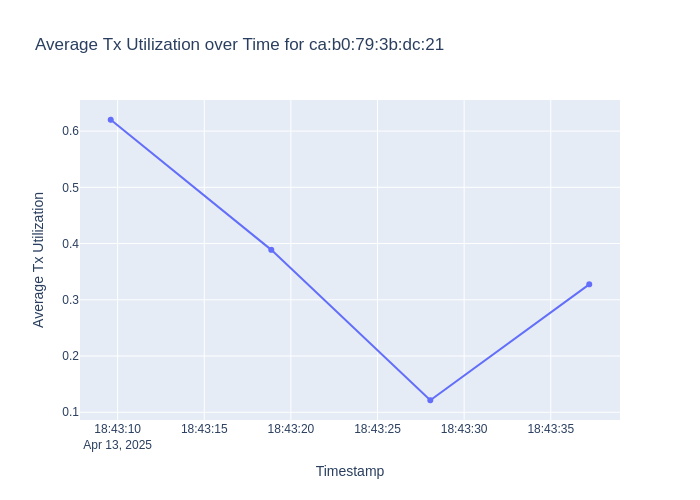 Average Tx Utilization over Time for ca:b0:79:3b:dc:21
Average Tx Utilization
0.6
0.5
0.4
0.3
0.2
0.1
18:43:10 18:43:15 18:43:20 18:43:25 18:43:30 18:43:35
Apr 13, 2025
Timestamp